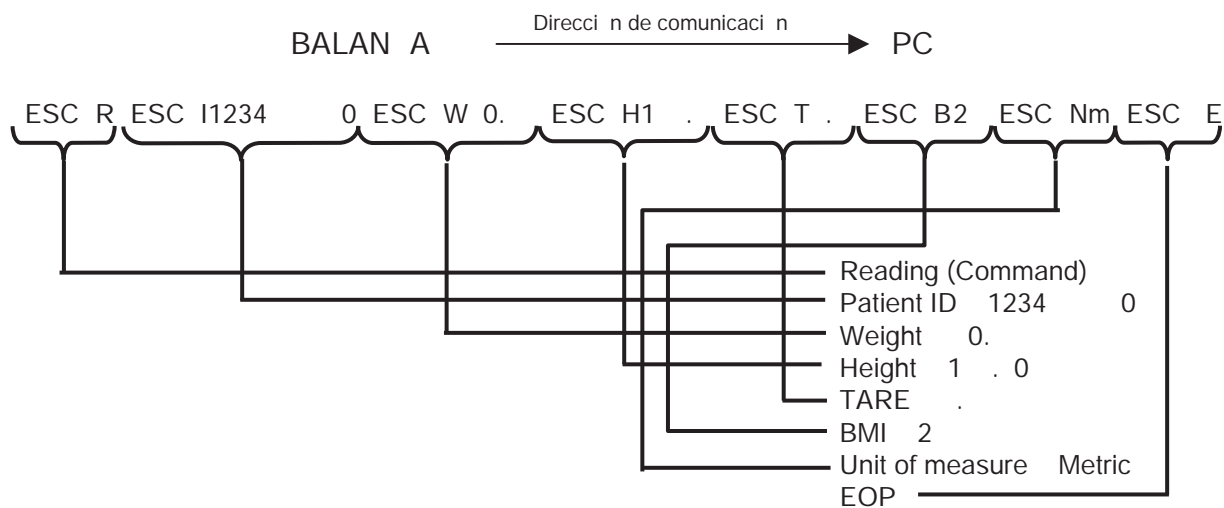 Direcci n de comunicaci n
BALAN A PC
ESC R ESC I1234 0 ESC W 0. ESC H1 . ESC T . ESC B2 ESC Nm ESC E
Reading (Command)
Patient ID 1234 0
Weight 0.
Height 1 . 0
TARE .
BMI 2
Unit of measure Metric
EOP